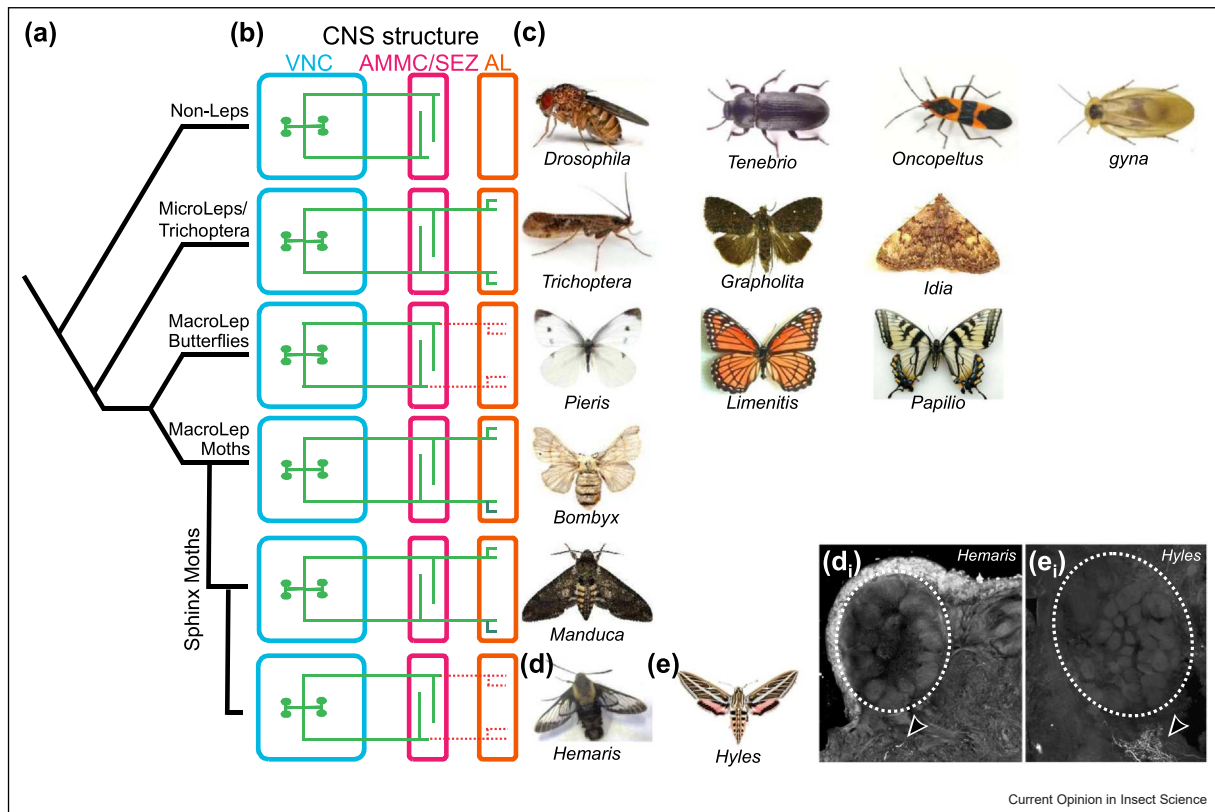 (a)
(b)
CNS structure
(c)
VNC
AMMC/SEZ
AL
Non-Leps
Drosophila
Tenebrio
Oncopeltus
gyna
MicroLeps/
Trichoptera
Trichoptera
Grapholita
Idia
MacroLep
Butterflies
Pieris
Limenitis
Papilio
MacroLep
Moths
Bombyx
Sphinx Moths
Manduca
(d)
Hemaris
(e)
Hyles
(di)
Hemaris
(ei)
Hyles
Current Opinion in Insect Science